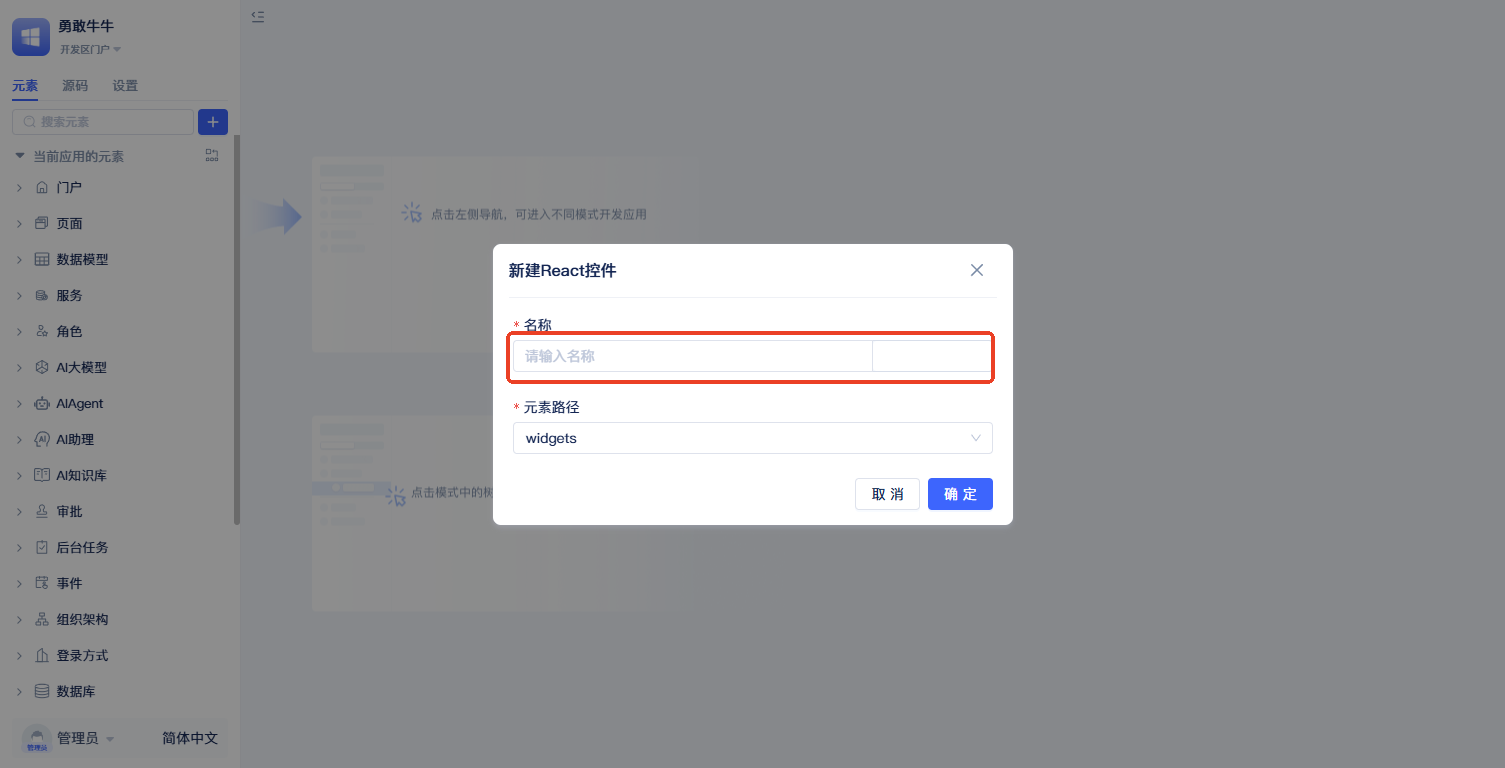 勇敢牛牛
开发区门户
元素 源码 设置
搜索元素
当前应用的元素
门户
页面
数据模型
服务
角色
AI大模型
AIAgent
AI助理
AI知识库
审批
后台任务
事件
组织架构
登录方式
数据库
管理员
管理员 简体中文
点击左侧导航，可进入不同模式开发应用
点击模式中的树
新建React控件
* 名称
请输入名称
* 元素路径
widgets
取 消 确 定